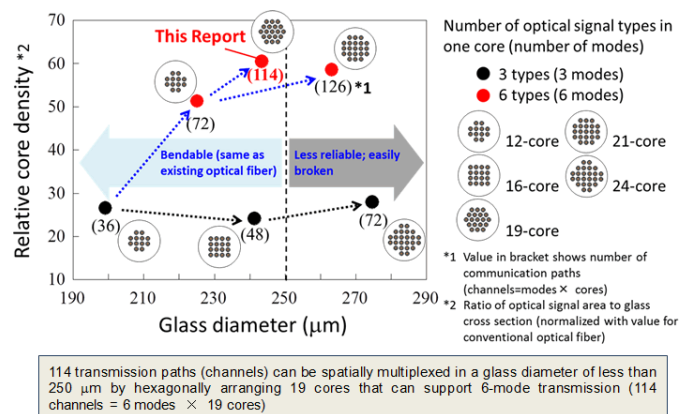 This Report
(114)
(126) *1
(72)
Bendable (same as
existing optical fiber)
Less reliable; easily
broken
(36)
(48)
(72)
Relative core density *2
70
60
50
40
30
20
10
190
210
230
250
270
290
Glass diameter (μm)
Number of optical signal types in
one core (number of modes)
3 types (3 modes)
6 types (6 modes)
12-core
21-core
16-core
24-core
19-core
*1 Value in bracket shows number of
communication paths
(channels=modes× cores)
*2 Ratio of optical signal area to glass
cross section (normalized with value for
conventional optical fiber)
114 transmission paths (channels) can be spatially multiplexed in a glass diameter of less than
250 μm by hexagonally arranging 19 cores that can support 6-mode transmission (114
channels = 6 modes × 19 cores)